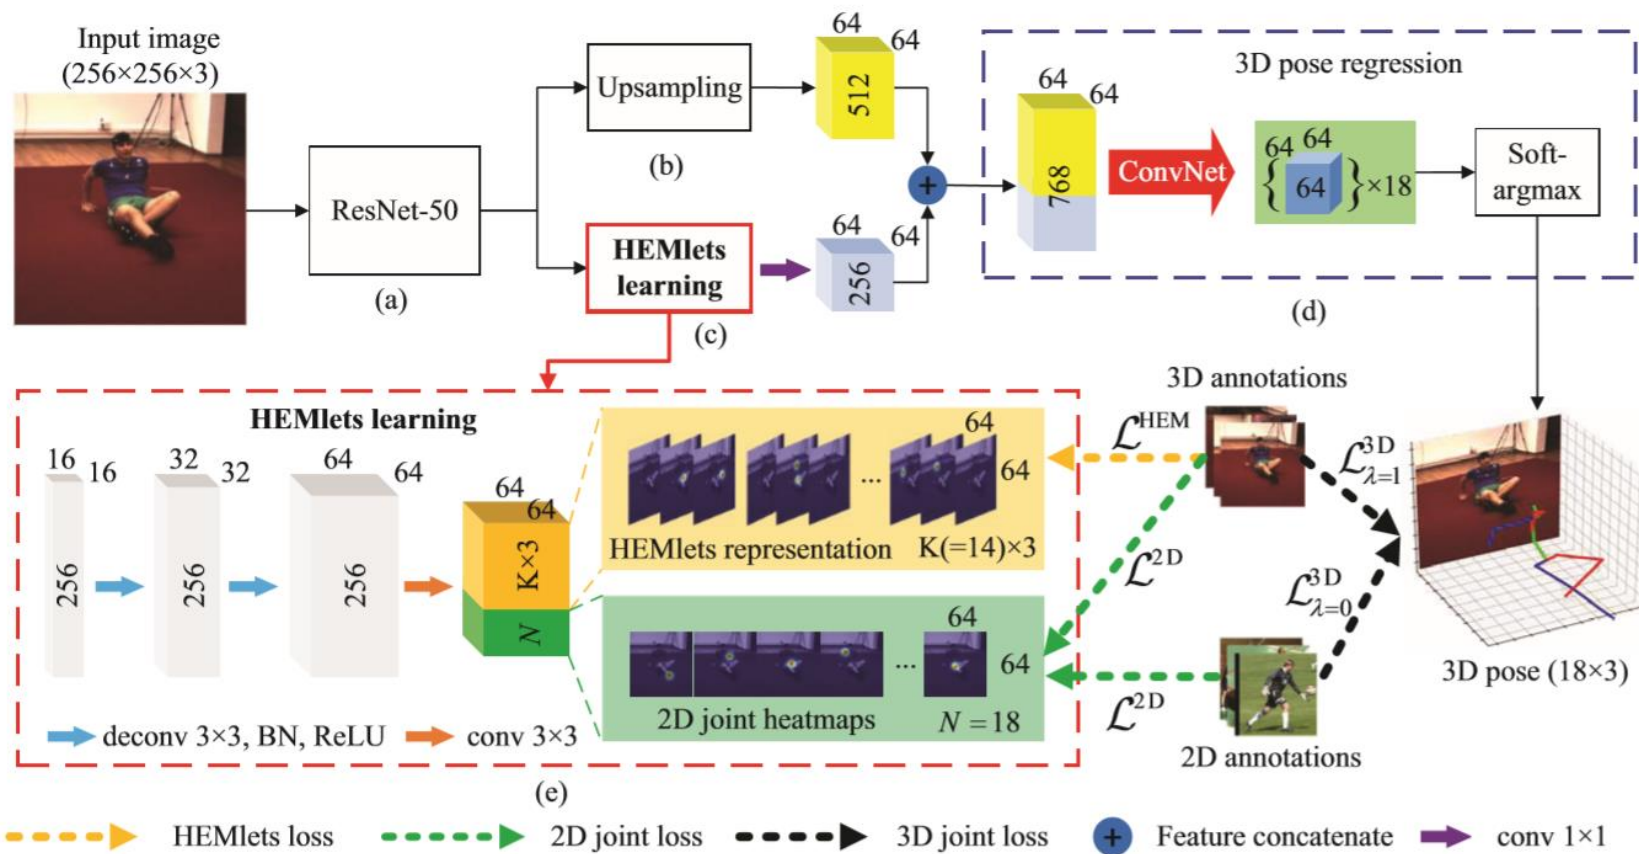 Input image
(256×256×3)
ResNet-50
(a)
Upsampling
(b)
HEMlets
learning
(c)
64
64
512
64
64
256
+
3D pose regression
64
64
768
ConvNet
64
64
{ 64 } ×18
Soft-
argmax
(d)
HEMlets learning
16
16
256
32
32
256
64
64
256
64
64
K×3
N
64
64
...
HEMlets representation K(=14)×3
64
64
...
2D joint heatmaps N = 18
deconv 3×3, BN, ReLU
conv 3×3
(e)
3D annotations
ℒ^HEM
ℒ^2D
ℒ^2D
ℒ^3D_λ=1
ℒ^3D_λ=0
2D annotations
3D pose (18×3)
HEMlets loss
2D joint loss
3D joint loss
+ Feature concatenate
conv 1×1